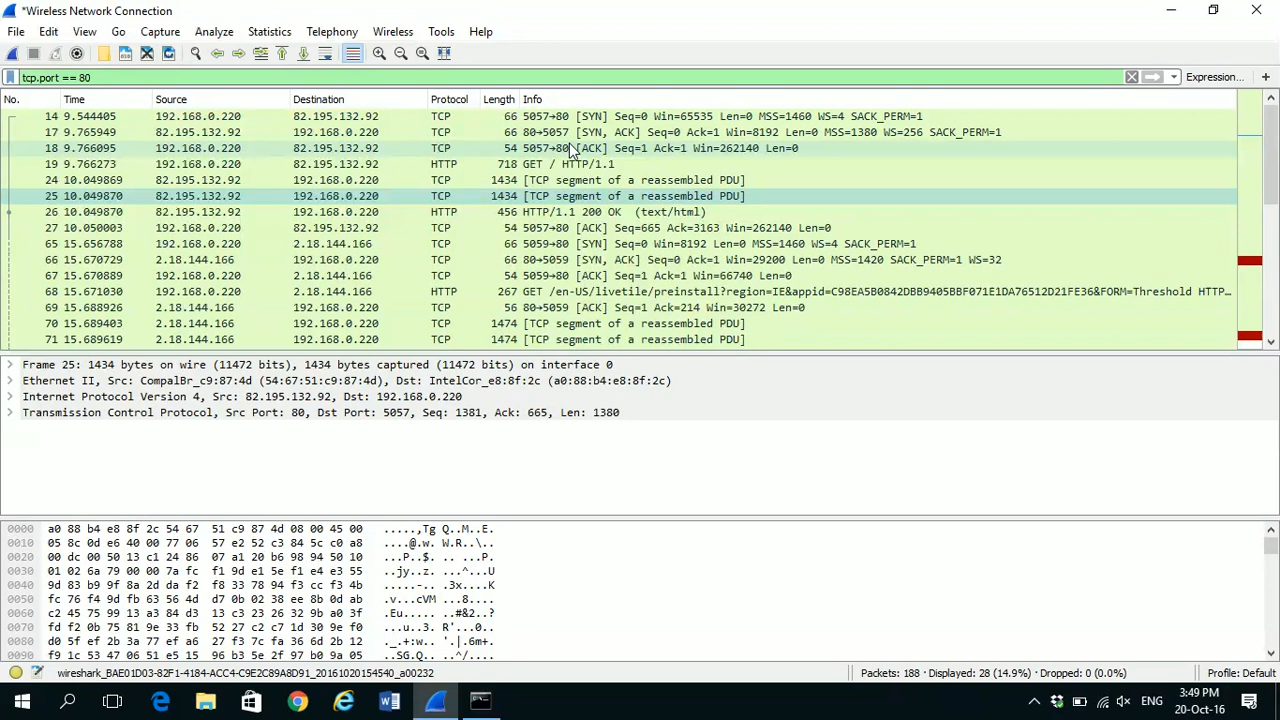 *Wireless Network Connection
File Edit View Go Capture Analyze Statistics Telephony Wireless Tools Help
tcp.port == 80 Expression... +
No. Time Source Destination Protocol Length Info
14 9.544405 192.168.0.220 82.195.132.92 TCP 66 5057→80 [SYN] Seq=0 Win=65535 Len=0 MSS=1460 WS=4 SACK_PERM=1
17 9.765949 82.195.132.92 192.168.0.220 TCP 66 80→5057 [SYN, ACK] Seq=0 Ack=1 Win=8192 Len=0 MSS=1380 WS=256 SACK_PERM=1
18 9.766095 192.168.0.220 82.195.132.92 TCP 54 5057→80 [ACK] Seq=1 Ack=1 Win=262140 Len=0
19 9.766273 192.168.0.220 82.195.132.92 HTTP 718 GET / HTTP/1.1
24 10.049869 82.195.132.92 192.168.0.220 TCP 1434 [TCP segment of a reassembled PDU]
25 10.049870 82.195.132.92 192.168.0.220 TCP 1434 [TCP segment of a reassembled PDU]
26 10.049870 82.195.132.92 192.168.0.220 HTTP 456 HTTP/1.1 200 OK (text/html)
27 10.050003 192.168.0.220 82.195.132.92 TCP 54 5057→80 [ACK] Seq=665 Ack=3163 Win=262140 Len=0
65 15.656788 192.168.0.220 2.18.144.166 TCP 66 5059→80 [SYN] Seq=0 Win=8192 Len=0 MSS=1460 WS=4 SACK_PERM=1
66 15.670729 2.18.144.166 192.168.0.220 TCP 66 80→5059 [SYN, ACK] Seq=0 Ack=1 Win=29200 Len=0 MSS=1420 SACK_PERM=1 WS=32
67 15.670889 192.168.0.220 2.18.144.166 TCP 54 5059→80 [ACK] Seq=1 Ack=1 Win=66740 Len=0
68 15.671030 192.168.0.220 2.18.144.166 HTTP 267 GET /en-US/livetile/preinstall?region=IE&appid=C98EA5B0842DBB9405BBF071E1DA76512D21FE36&FORM=Threshold HTTP…
69 15.688925 2.18.144.166 192.168.0.220 TCP 56 80→5059 [ACK] Seq=1 Ack=214 Win=30272 Len=0
70 15.689403 2.18.144.166 192.168.0.220 TCP 1474 [TCP segment of a reassembled PDU]
71 15.689619 2.18.144.166 192.168.0.220 TCP 1474 [TCP segment of a reassembled PDU]
Frame 25: 1434 bytes on wire (11472 bits), 1434 bytes captured (11472 bits) on interface 0
Ethernet II, Src: CompalBr_c9:87:4d (54:67:51:c9:87:4d), Dst: IntelCor_e8:8f:2c (a0:88:b4:e8:8f:2c)
Internet Protocol Version 4, Src: 82.195.132.92, Dst: 192.168.0.220
Transmission Control Protocol, Src Port: 80, Dst Port: 5057, Seq: 1381, Ack: 665, Len: 1380
0000 a0 88 b4 e8 8f 2c 54 67 51 c9 87 4d 08 00 45 00 .....,Tg Q..M..E.
0010 05 8c 0d e6 40 00 77 06 57 e2 52 c3 84 5c c0 a8 ....@.w. W.R..\..
0020 00 dc 00 50 13 c1 24 86 07 a1 20 b6 98 94 50 10 ...P..$. .. ...P.
0030 01 02 6a 79 00 00 7a fc f1 9d e1 5e f1 e4 e3 55 ..jy..z. ...^...U
0040 9d 83 b9 9f 8a 2d da f2 f8 33 78 94 f3 cc f3 4b .....-.. .3x....K
0050 fc 76 f4 9d fb 63 56 4d d7 0b 02 38 ee 8b 0d ab .v...cVM ...8....
0060 c2 45 75 99 13 a3 84 d3 13 c3 23 26 32 9b a0 3f .Eu..... ..#&2..?
0070 fd f2 0b 75 81 9e 33 fb 52 27 c2 c7 1d 30 9e f0 ...u..3. R'...0..
0080 d0 5f ef 2b 3a 77 ef a6 27 f3 7c fa 36 6d 2b 12 ._.+:w.. '.|.6m+.
0090 f9 1c 53 47 06 51 e5 15 96 b3 5e 2f 97 b0 9a 05 ..SG.Q.. ..^/....
wireshark_BAE01D03-82F1-4184-ACC4-C9E2C89A8D91_20161020154540_a00232 Packets: 188 · Displayed: 28 (14.9%) · Dropped: 0 (0.0%) Profile: Default
ENG 3:49 PM
20-Oct-16